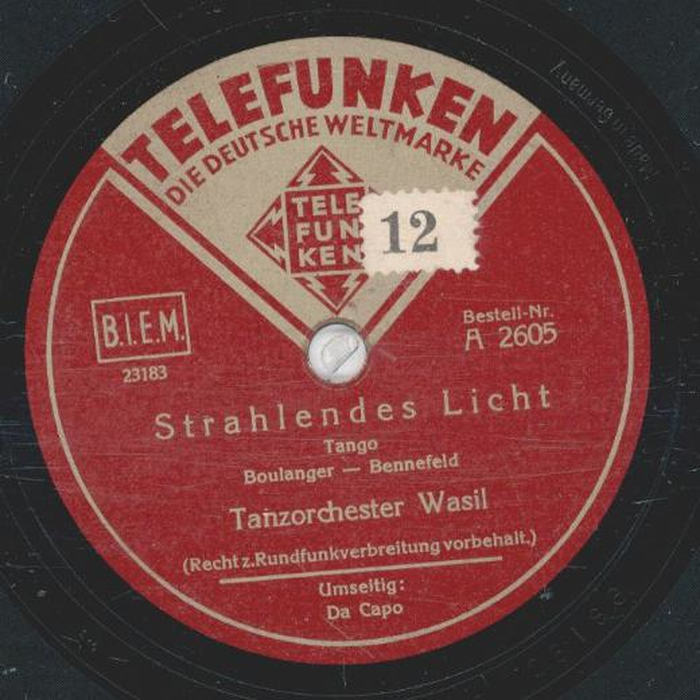 TELEFUNKEN
DIE DEUTSCHE WELTMARKE
TELE
FUN
KEN
12
B.I.E.M.
23183
Bestell-Nr.
A 2605
Strahlendes Licht
Tango
Boulanger — Bennefeld
Tanzorchester Wasil
(Recht z. Rundfunkverbreitung vorbehalt.)
Umseitig:
Da Capo
Made in Germany
23183